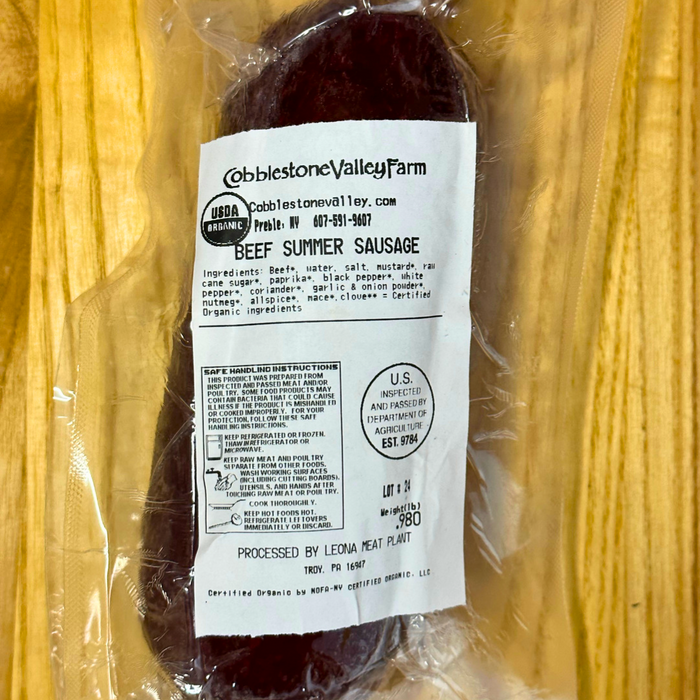 CobblestoneValleyFarm
USDA
ORGANIC
Cobblestonevalley.com
Preble, NY 607-591-9607
BEEF SUMMER SAUSAGE
Ingredients: Beef*, water, salt, mustard*, raw
cane sugar*, paprika*, black pepper*, white
pepper*, coriander*, garlic & onion powder*,
nutmeg*, allspice*, mace*,clove** = Certified
Organic ingredients
SAFE HANDLING INSTRUCTIONS
THIS PRODUCT WAS PREPARED FROM
INSPECTED AND PASSED MEAT AND/OR
POULTRY. SOME FOOD PRODUCTS MAY
CONTAIN BACTERIA THAT COULD CAUSE
ILLNESS IF THE PRODUCT IS MISHANDLED
OR COOKED IMPROPERLY. FOR YOUR
PROTECTION, FOLLOW THESE SAFE
HANDLING INSTRUCTIONS.
KEEP REFRIGERATED OR FROZEN.
THAW IN REFRIGERATOR OR
MICROWAVE.
KEEP RAW MEAT AND POULTRY
SEPARATE FROM OTHER FOODS.
WASH WORKING SURFACES
(INCLUDING CUTTING BOARDS),
UTENSILS, AND HANDS AFTER
TOUCHING RAW MEAT OR POULTRY.
COOK THOROUGHLY.
KEEP HOT FOODS HOT.
REFRIGERATE LEFTOVERS
IMMEDIATELY OR DISCARD.
U.S.
INSPECTED
AND PASSED BY
DEPARTMENT OF
AGRICULTURE
EST. 9784
LOT # 24
Weight(lb)
.980
PROCESSED BY LEONA MEAT PLANT
TROY, PA 16947
Certified Organic by NOFA-NY CERTIFIED ORGANIC, LLC